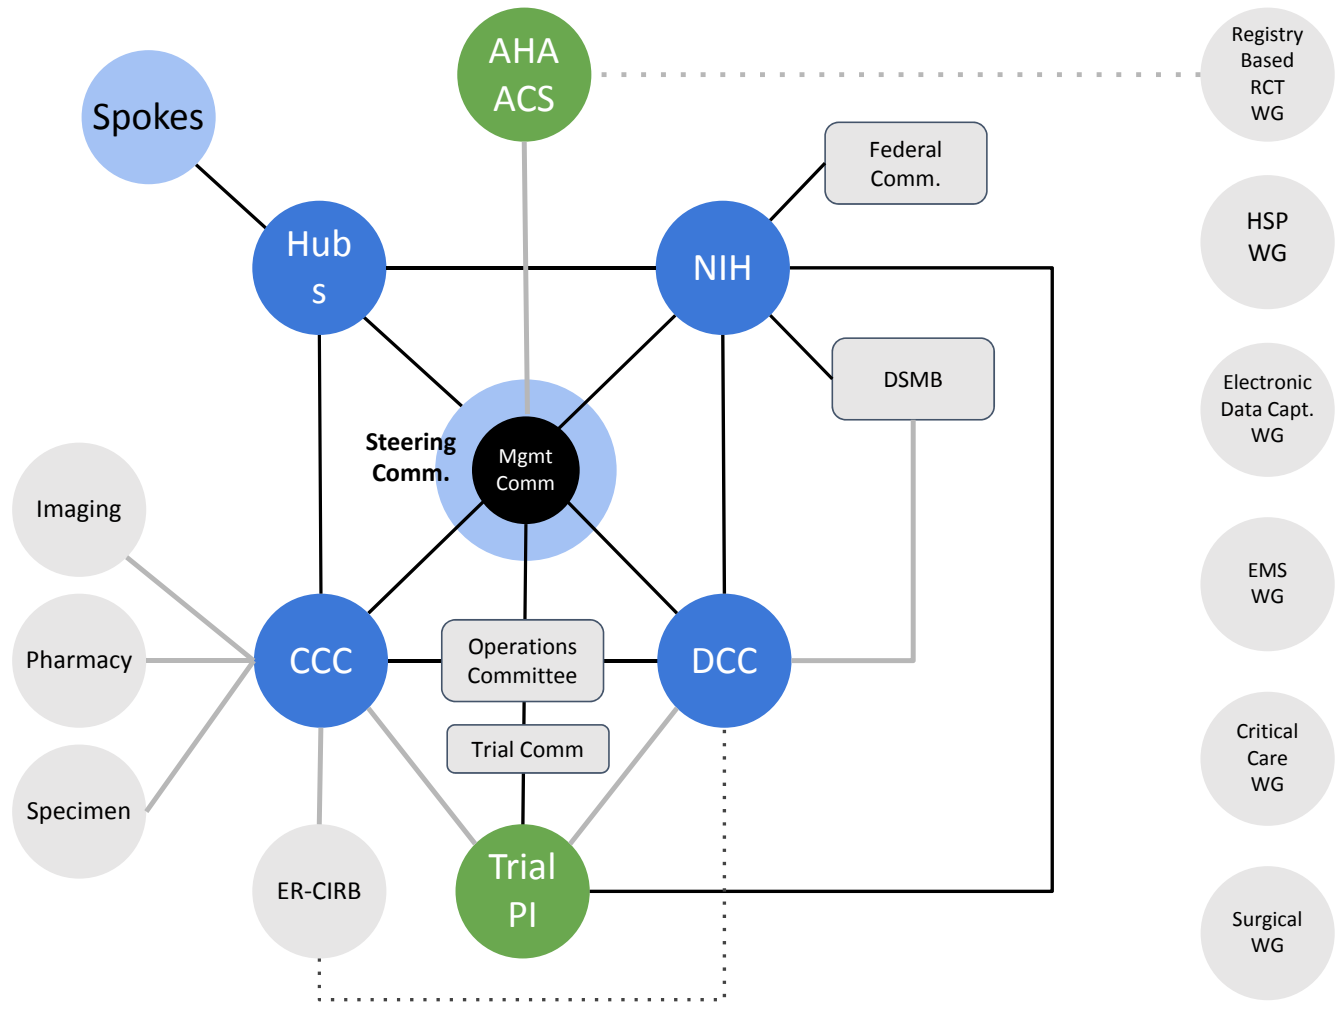 AHA
ACS
Registry
Based
RCT
WG
Spokes
Federal
Comm.
HSP
WG
Hub
s
NIH
DSMB
Electronic
Data Capt.
WG
Steering
Comm.
Mgmt
Comm
Imaging
EMS
WG
Pharmacy
CCC
Operations
Committee
DCC
Trial Comm
Critical
Care
WG
Specimen
ER-CIRB
Trial
PI
Surgical
WG